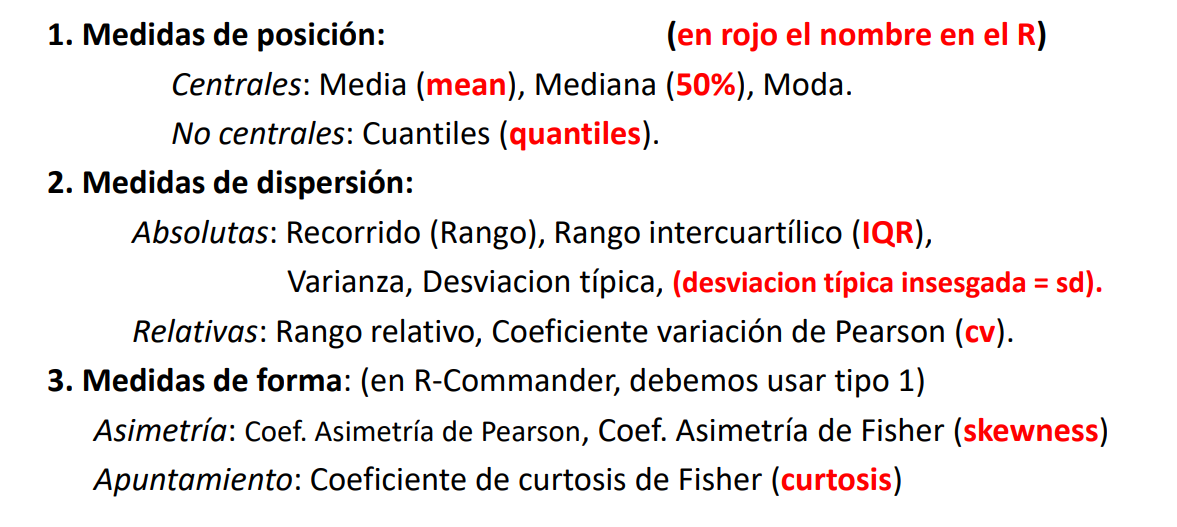 1. Medidas de posición: (en rojo el nombre en el R)
Centrales: Media (mean), Mediana (50%), Moda.
No centrales: Cuantiles (quantiles).
2. Medidas de dispersión:
Absolutas: Recorrido (Rango), Rango intercuartílico (IQR),
Varianza, Desviacion típica, (desviacion típica insesgada = sd).
Relativas: Rango relativo, Coeficiente variación de Pearson (cv).
3. Medidas de forma: (en R-Commander, debemos usar tipo 1)
Asimetría: Coef. Asimetría de Pearson, Coef. Asimetría de Fisher (skewness)
Apuntamiento: Coeficiente de curtosis de Fisher (curtosis)